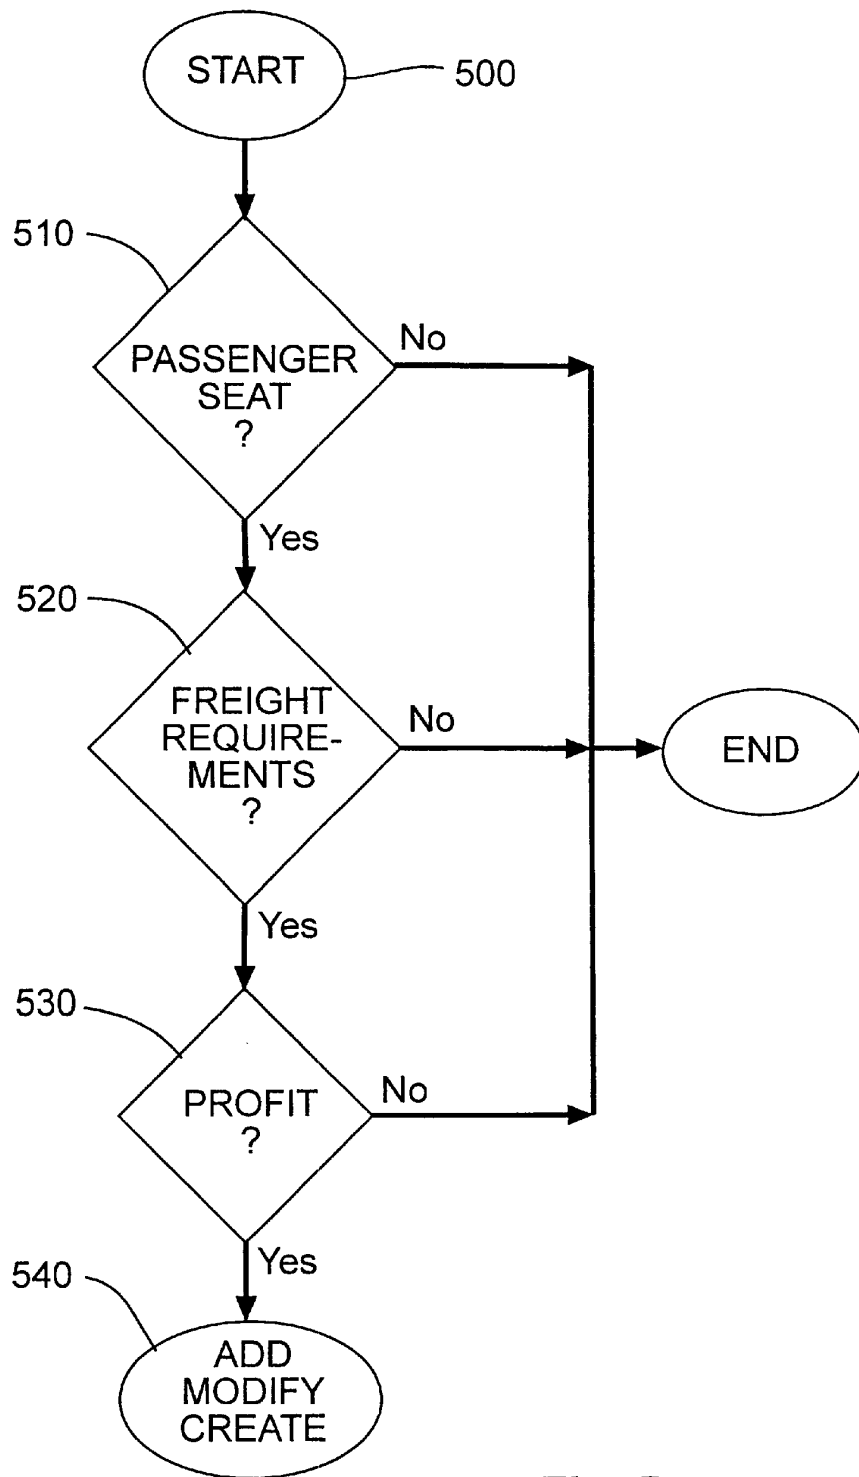 START
500
510
No
PASSENGER
SEAT
?
Yes
520
FREIGHT
REQUIRE-
MENTS
?
No
END
Yes
530
PROFIT
?
No
Yes
540
ADD
MODIFY
CREATE